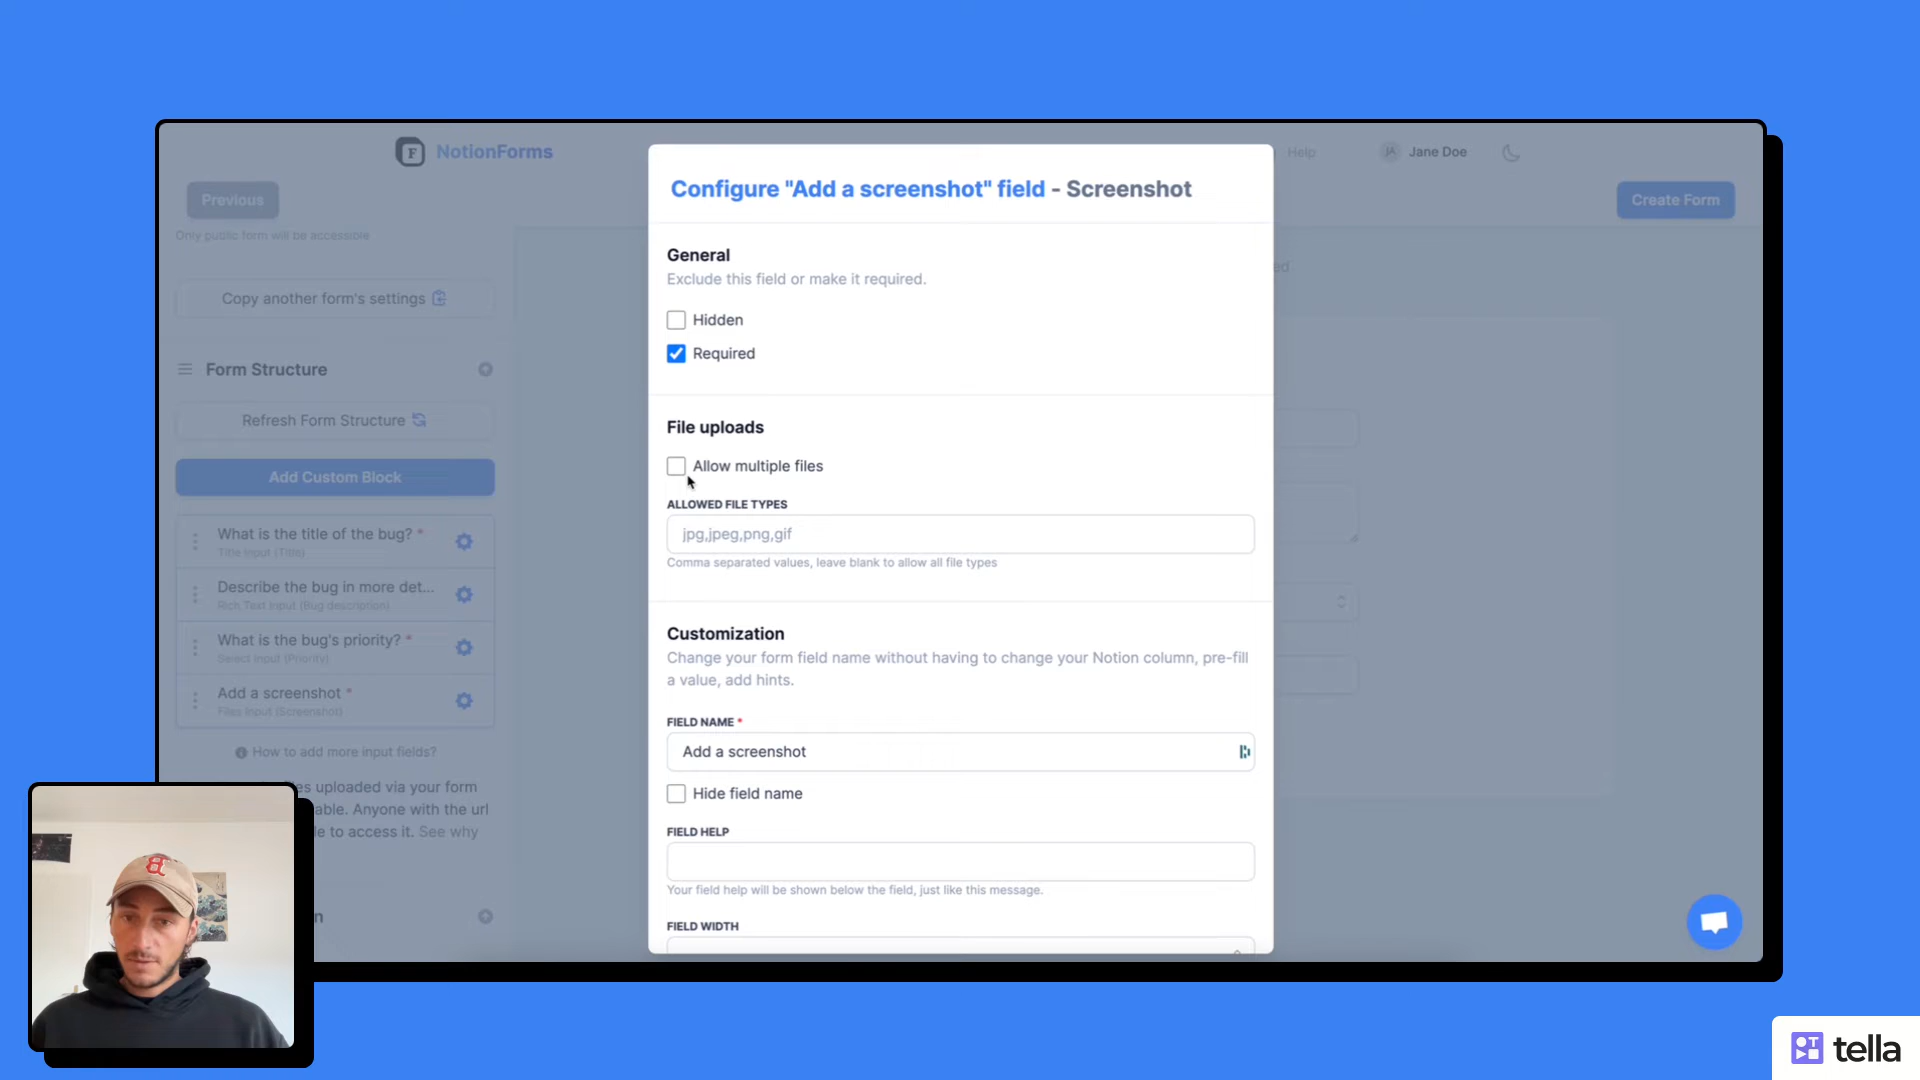 NotionForms
Help
JA Jane Doe
Previous
Create Form
Only public form will be accessible
Copy another form's settings
Form Structure
Refresh Form Structure
Add Custom Block
What is the title of the bug? *
Title Input (Title)
Describe the bug in more det...
Rich Text Input (Bug description)
What is the bug's priority? *
Select Input (Priority)
Add a screenshot *
Files Input (Screenshot)
How to add more input fields?
es uploaded via your form
able. Anyone with the url
le to access it. See why
n
Configure "Add a screenshot" field - Screenshot
General
Exclude this field or make it required.
Hidden
Required
File uploads
Allow multiple files
ALLOWED FILE TYPES
jpg,jpeg,png,gif
Comma separated values, leave blank to allow all file types
Customization
Change your form field name without having to change your Notion column, pre-fill
a value, add hints.
FIELD NAME *
Add a screenshot
Hide field name
FIELD HELP
Your field help will be shown below the field, just like this message.
FIELD WIDTH
ed
tella